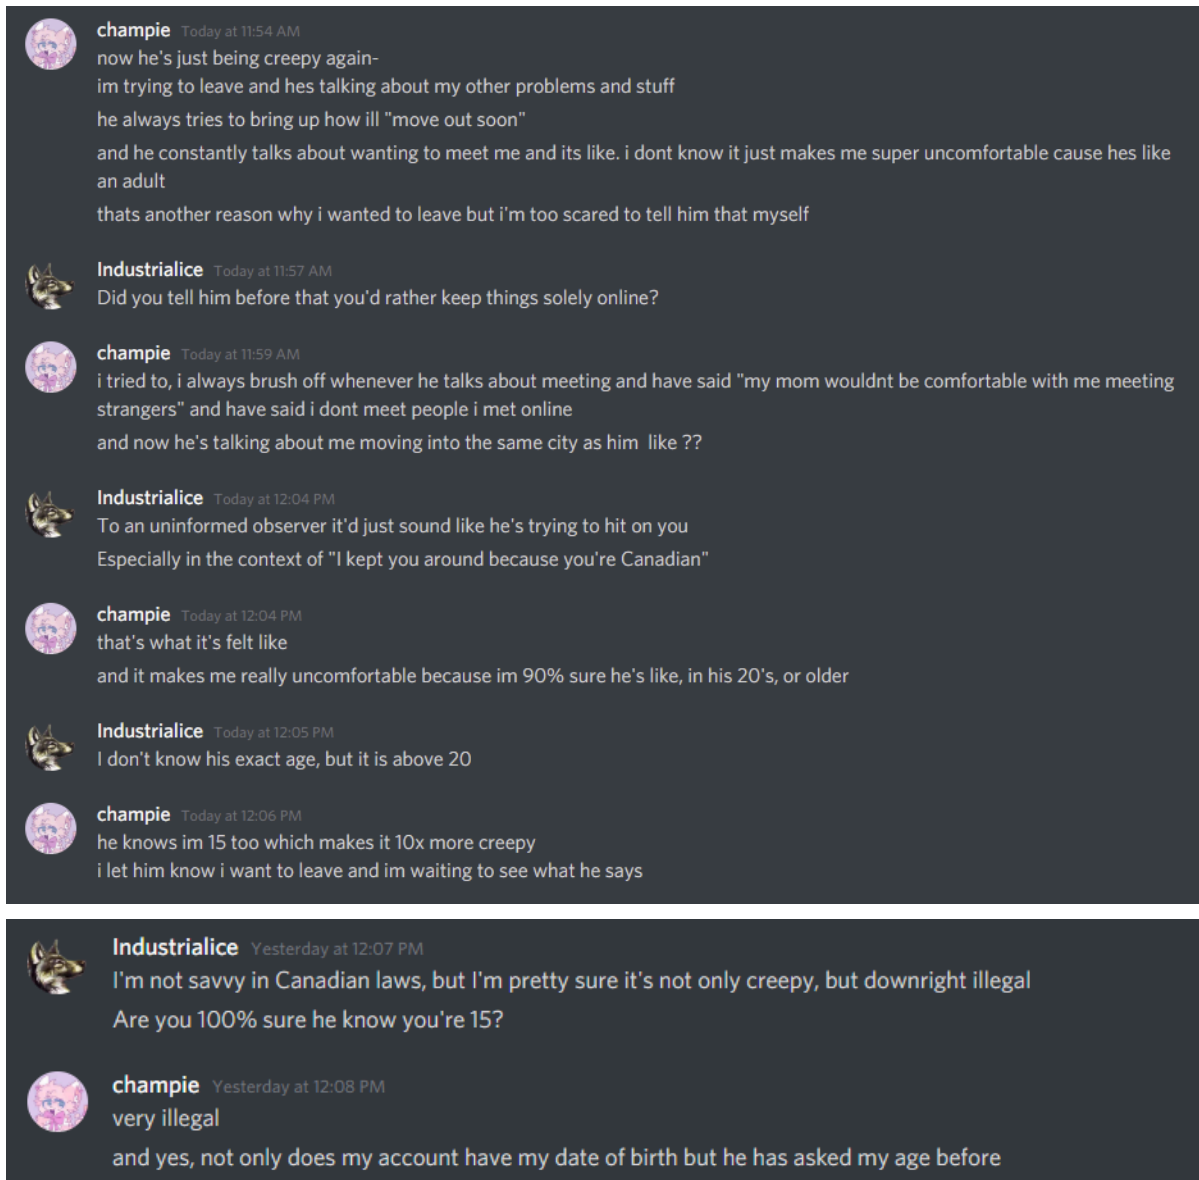 champie Today at 11:54 AM
now he's just being creepy again-
im trying to leave and hes talking about my other problems and stuff
he always tries to bring up how ill "move out soon"
and he constantly talks about wanting to meet me and its like. i dont know it just makes me super uncomfortable cause hes like
an adult
thats another reason why i wanted to leave but i'm too scared to tell him that myself
Industrialice Today at 11:57 AM
Did you tell him before that you'd rather keep things solely online?
champie Today at 11:59 AM
i tried to, i always brush off whenever he talks about meeting and have said "my mom wouldnt be comfortable with me meeting
strangers" and have said i dont meet people i met online
and now he's talking about me moving into the same city as him like ??
Industrialice Today at 12:04 PM
To an uninformed observer it'd just sound like he's trying to hit on you
Especially in the context of "I kept you around because you're Canadian"
champie Today at 12:04 PM
that's what it's felt like
and it makes me really uncomfortable because im 90% sure he's like, in his 20's, or older
Industrialice Today at 12:05 PM
I don't know his exact age, but it is above 20
champie Today at 12:06 PM
he knows im 15 too which makes it 10x more creepy
i let him know i want to leave and im waiting to see what he says
Industrialice Yesterday at 12:07 PM
I'm not savvy in Canadian laws, but I'm pretty sure it's not only creepy, but downright illegal
Are you 100% sure he know you're 15?
champie Yesterday at 12:08 PM
very illegal
and yes, not only does my account have my date of birth but he has asked my age before